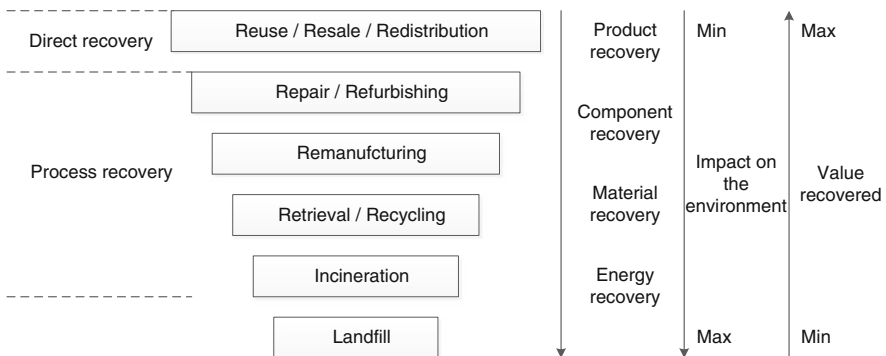 Direct recovery
Reuse / Resale / Redistribution
Product
recovery
Min
Max
Repair / Refurbishing
Component
recovery
Process recovery
Remanufcturing
Impact on
the
environment
Value
recovered
Material
recovery
Retrieval / Recycling
Incineration
Energy
recovery
Landfill
Max
Min